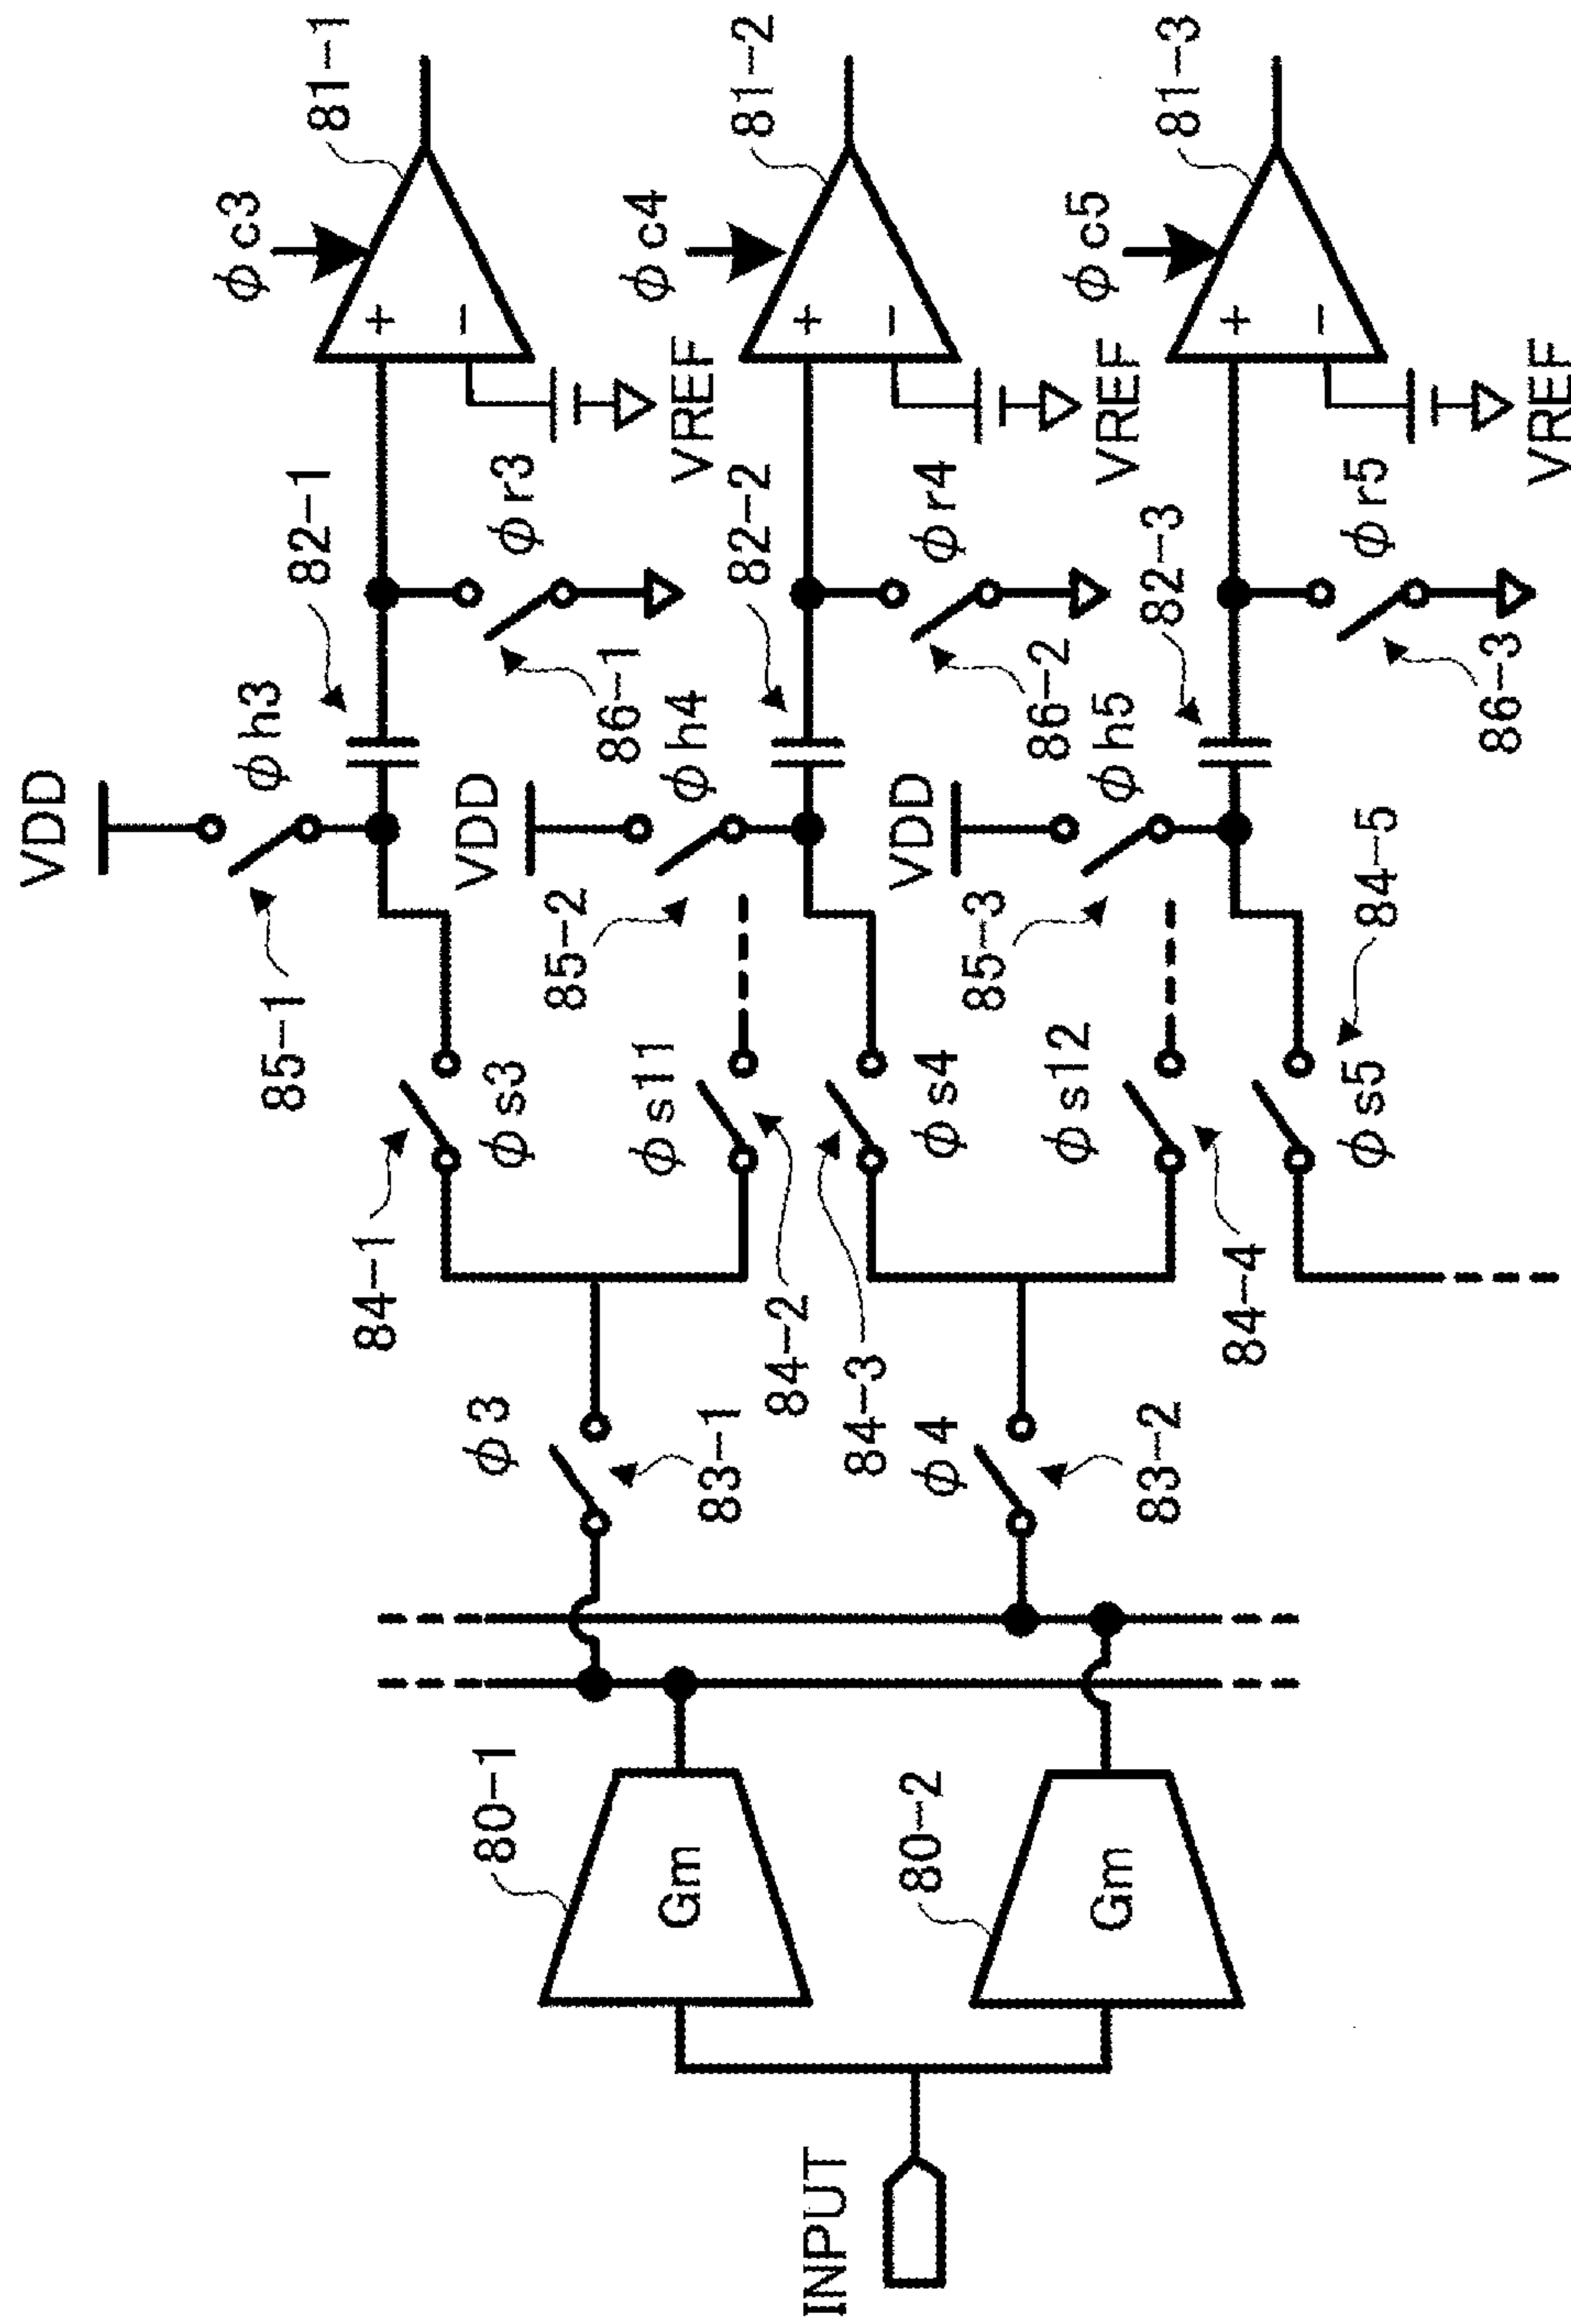 VDD
φh3
85-1
82-1
φc3
81-1
84-1
φs3
86-1
φr3
VREF
VDD
φh4
85-2
82-2
φc4
81-2
φ3
83-1
φs11
84-2
84-3
φs4
86-2
φr4
VREF
VDD
φh5
85-3
82-3
φc5
81-3
φ4
83-2
φs12
84-4
φs5
84-5
86-3
φr5
VREF
80-1
Gm
80-2
Gm
INPUT
+
−
+
−
+
−